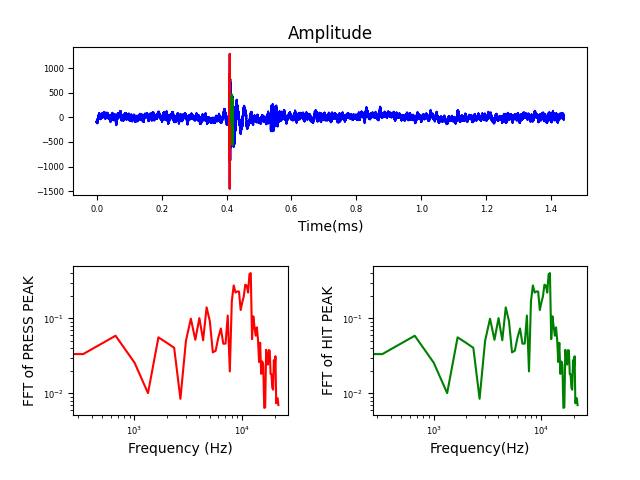 Amplitude
1000
500
0
−500
−1000
−1500
0.0 0.2 0.4 0.6 0.8 1.0 1.2 1.4
Time(ms)
FFT of PRESS PEAK
10⁻¹
10⁻²
10³ 10⁴
Frequency (Hz)
FFT of HIT PEAK
10⁻¹
10⁻²
10³ 10⁴
Frequency(Hz)